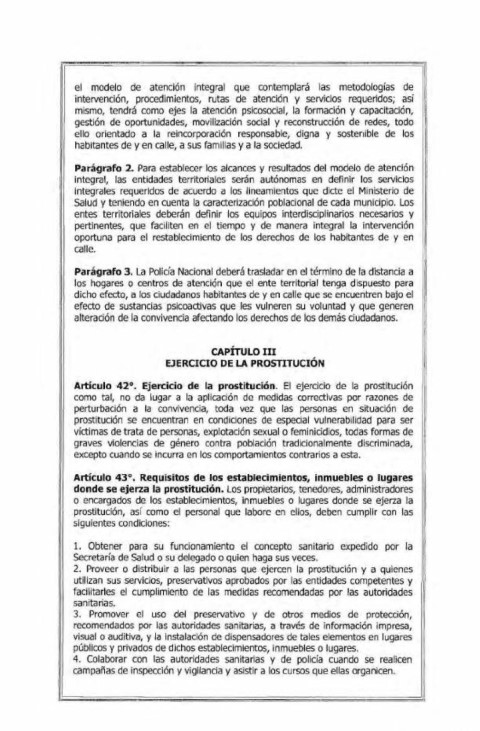 el modelo de atención integral que contemplará las metodologías de
intervención, procedimientos, rutas de atención y servicios requeridos; así
mismo, tendrá como ejes la atención psicosocial, la formación y capacitación,
gestión de oportunidades, movilización social y reconstrucción de redes, todo
ello orientado a la reincorporación responsable, digna y sostenible de los
habitantes de y en calle, a sus familias y a la sociedad.
Parágrafo 2. Para establecer los alcances y resultados del modelo de atención
integral, las entidades territoriales serán autónomas en definir los servicios
integrales requeridos de acuerdo a los lineamientos que dicte el Ministerio de
Salud y teniendo en cuenta la caracterización poblacional de cada municipio. Los
entes territoriales deberán definir los equipos interdisciplinarios necesarios y
pertinentes, que faciliten en el tiempo y de manera integral la intervención
oportuna para el restablecimiento de los derechos de los habitantes de y en
calle.
Parágrafo 3. La Policía Nacional deberá trasladar en el término de la distancia a
los hogares o centros de atención que el ente territorial tenga dispuesto para
dicho efecto, a los ciudadanos habitantes de y en calle que se encuentren bajo el
efecto de sustancias psicoactivas que les vulneren su voluntad y que generen
alteración de la convivencia afectando los derechos de los demás ciudadanos.
CAPÍTULO III
EJERCICIO DE LA PROSTITUCIÓN
Artículo 42°. Ejercicio de la prostitución. El ejercicio de la prostitución
como tal, no da lugar a la aplicación de medidas correctivas por razones de
perturbación a la convivencia, toda vez que las personas en situación de
prostitución se encuentran en condiciones de especial vulnerabilidad para ser
víctimas de trata de personas, explotación sexual o feminicidios, todas formas de
graves violencias de género contra población tradicionalmente discriminada,
excepto cuando se incurra en los comportamientos contrarios a esta.
Artículo 43°. Requisitos de los establecimientos, inmuebles o lugares
donde se ejerza la prostitución. Los propietarios, tenedores, administradores
o encargados de los establecimientos, inmuebles o lugares donde se ejerza la
prostitución, así como el personal que labore en ellos, deben cumplir con las
siguientes condiciones:
1. Obtener para su funcionamiento el concepto sanitario expedido por la
Secretaría de Salud o su delegado o quien haga sus veces.
2. Proveer o distribuir a las personas que ejercen la prostitución y a quienes
utilizan sus servicios, preservativos aprobados por las entidades competentes y
facilitarles el cumplimiento de las medidas recomendadas por las autoridades
sanitarias.
3. Promover el uso del preservativo y de otros medios de protección,
recomendados por las autoridades sanitarias, a través de información impresa,
visual o auditiva, y la instalación de dispensadores de tales elementos en lugares
públicos y privados de dichos establecimientos, inmuebles o lugares.
4. Colaborar con las autoridades sanitarias y de policía cuando se realicen
campañas de inspección y vigilancia y asistir a los cursos que ellas organicen.